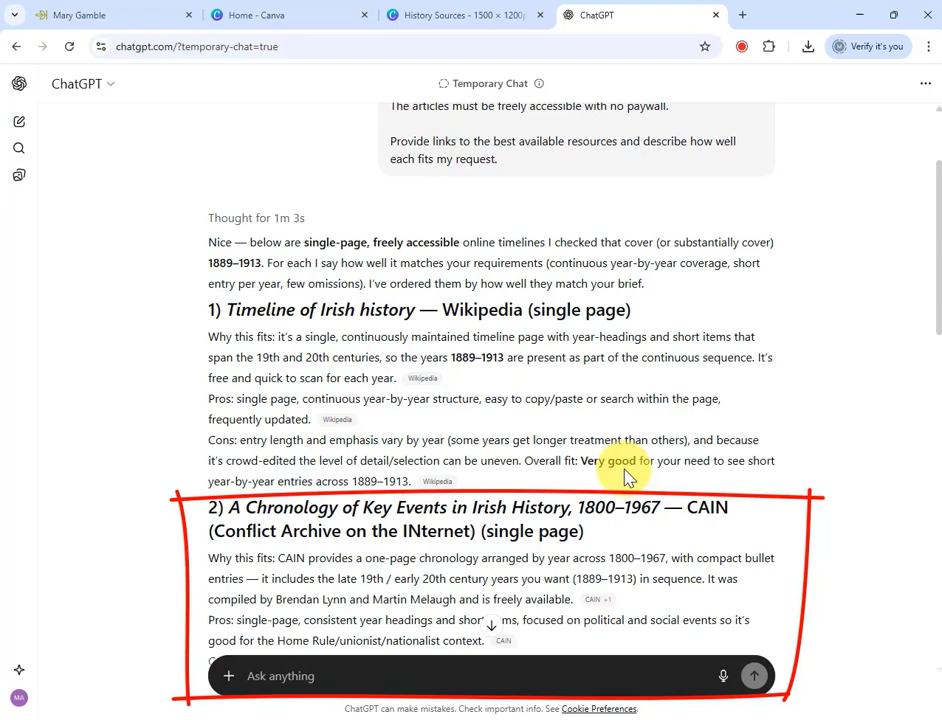 Mary Gamble
Home - Canva
History Sources - 1500 × 1200p
ChatGPT
chatgpt.com/?temporary-chat=true
Verify it's you
ChatGPT
Temporary Chat
The articles must be freely accessible with no paywall.
Provide links to the best available resources and describe how well
each fits my request.
Thought for 1m 3s
Nice — below are single-page, freely accessible online timelines I checked that cover (or substantially cover)
1889–1913. For each I say how well it matches your requirements (continuous year-by-year coverage, short
entry per year, few omissions). I've ordered them by how well they match your brief.
1) Timeline of Irish history — Wikipedia (single page)
Why this fits: it's a single, continuously maintained timeline page with year-headings and short items that
span the 19th and 20th centuries, so the years 1889–1913 are present as part of the continuous sequence. It's
free and quick to scan for each year. Wikipedia
Pros: single page, continuous year-by-year structure, easy to copy/paste or search within the page,
frequently updated. Wikipedia
Cons: entry length and emphasis vary by year (some years get longer treatment than others), and because
it's crowd-edited the level of detail/selection can be uneven. Overall fit: Very good for your need to see short
year-by-year entries across 1889–1913. Wikipedia
2) A Chronology of Key Events in Irish History, 1800–1967 — CAIN
(Conflict Archive on the INternet) (single page)
Why this fits: CAIN provides a one-page chronology arranged by year across 1800–1967, with compact bullet
entries — it includes the late 19th / early 20th century years you want (1889–1913) in sequence. It was
compiled by Brendan Lynn and Martin Melaugh and is freely available. CAIN +1
Pros: single-page, consistent year headings and short ms, focused on political and social events so it's
good for the Home Rule/unionist/nationalist context. CAIN
Ask anything
MA
ChatGPT can make mistakes. Check important info. See Cookie Preferences.